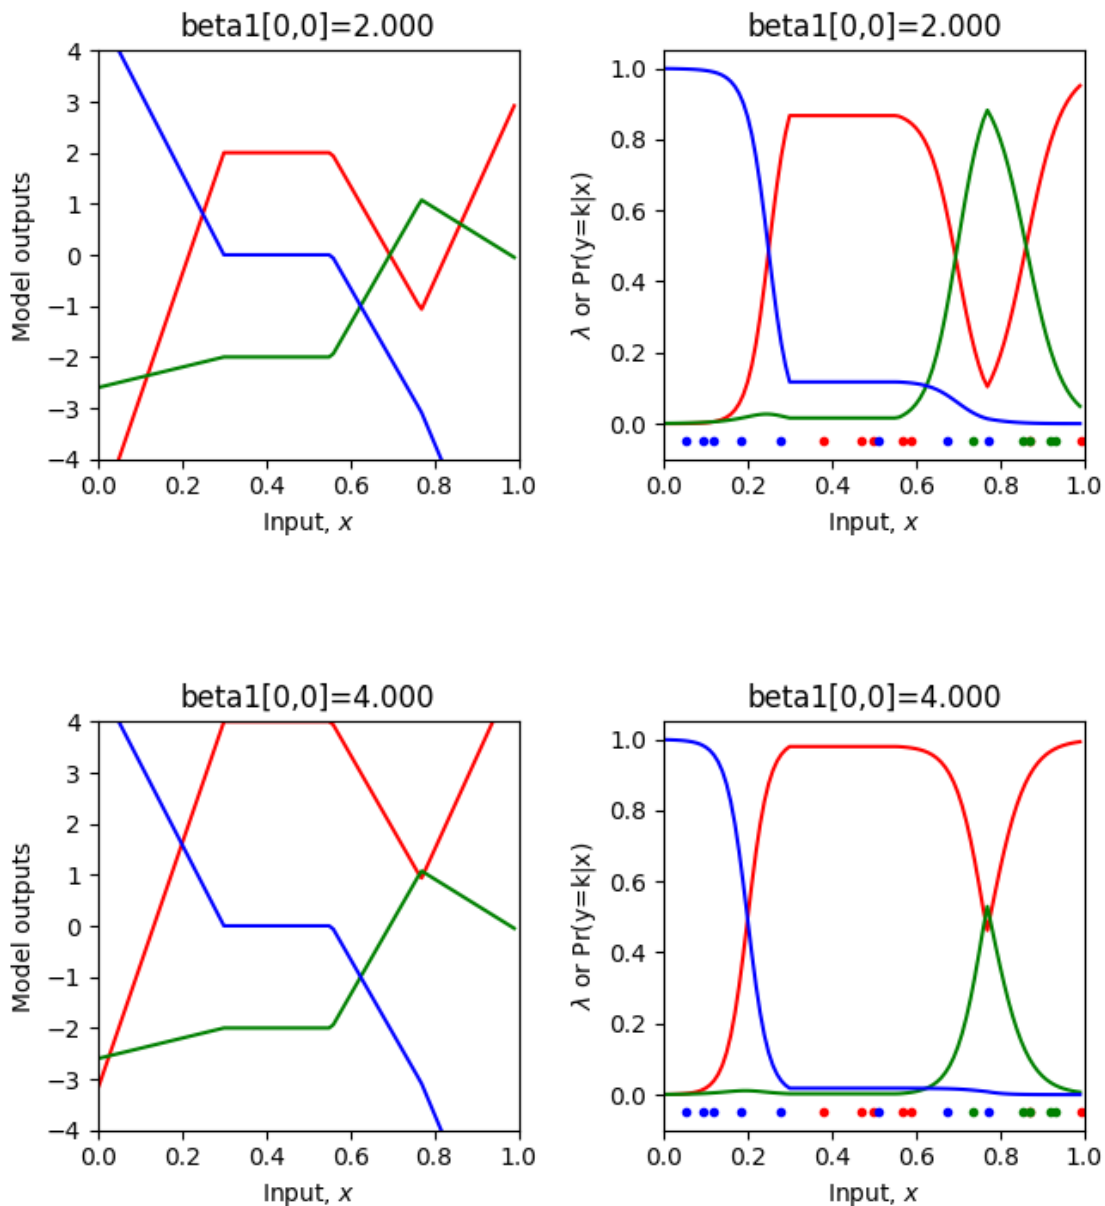 beta1[0,0]=2.000
4
3
2
1
0
−1
−2
−3
−4
0.0 0.2 0.4 0.6 0.8 1.0
Model outputs
Input, x
beta1[0,0]=2.000
1.0
0.8
0.6
0.4
0.2
0.0
0.0 0.2 0.4 0.6 0.8 1.0
λ or Pr(y=k|x)
Input, x
beta1[0,0]=4.000
4
3
2
1
0
−1
−2
−3
−4
0.0 0.2 0.4 0.6 0.8 1.0
Model outputs
Input, x
beta1[0,0]=4.000
1.0
0.8
0.6
0.4
0.2
0.0
0.0 0.2 0.4 0.6 0.8 1.0
λ or Pr(y=k|x)
Input, x